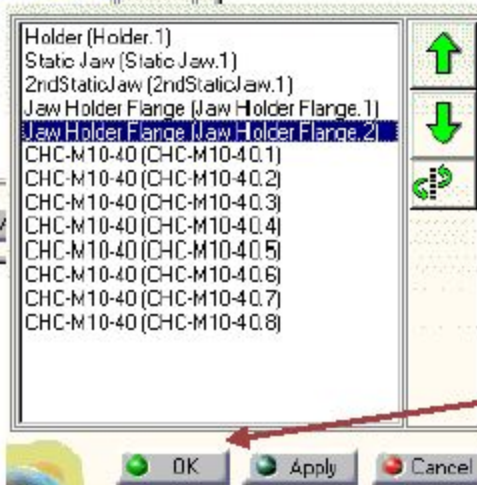 Holder (Holder.1)
Static Jaw (Static Jaw.1)
2ndStaticJaw (2ndStaticJaw.1)
Jaw Holder Flange (Jaw Holder Flange.1)
Jaw Holder Flange (Jaw Holder Flange.2)
CHC-M10-40 (CHC-M10-40.1)
CHC-M10-40 (CHC-M10-40.2)
CHC-M10-40 (CHC-M10-40.3)
CHC-M10-40 (CHC-M10-40.4)
CHC-M10-40 (CHC-M10-40.5)
CHC-M10-40 (CHC-M10-40.6)
CHC-M10-40 (CHC-M10-40.7)
CHC-M10-40 (CHC-M10-40.8)
OK Apply Cancel